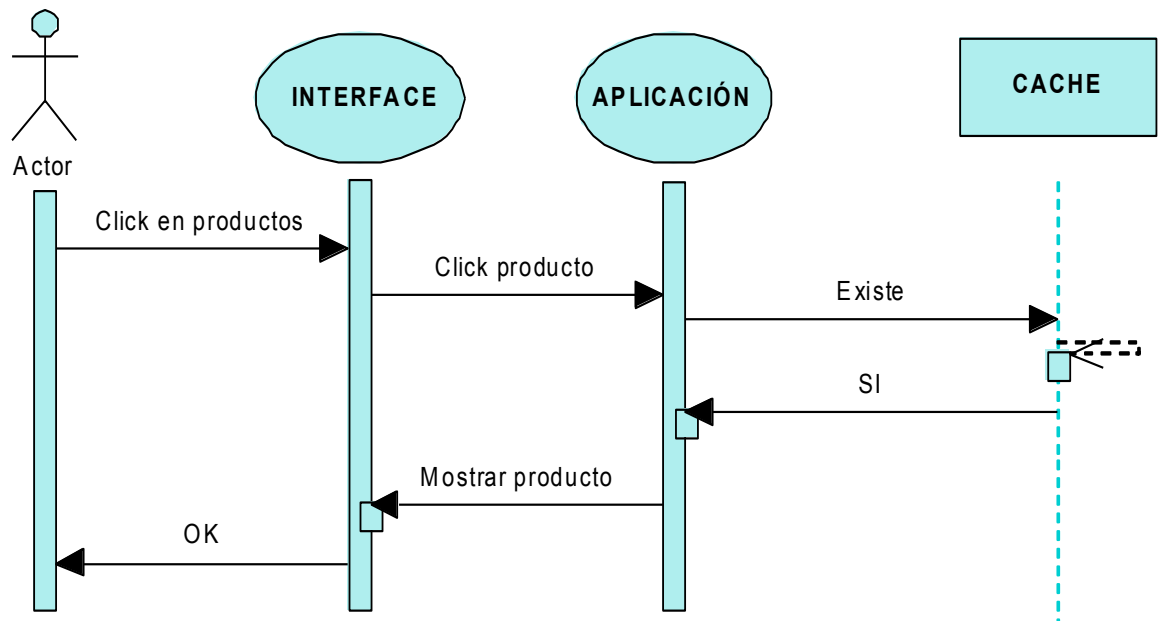 INTERFACE
APLICACIÓN
CACHE
Actor
Click en productos
Click producto
Existe
SI
Mostrar producto
OK